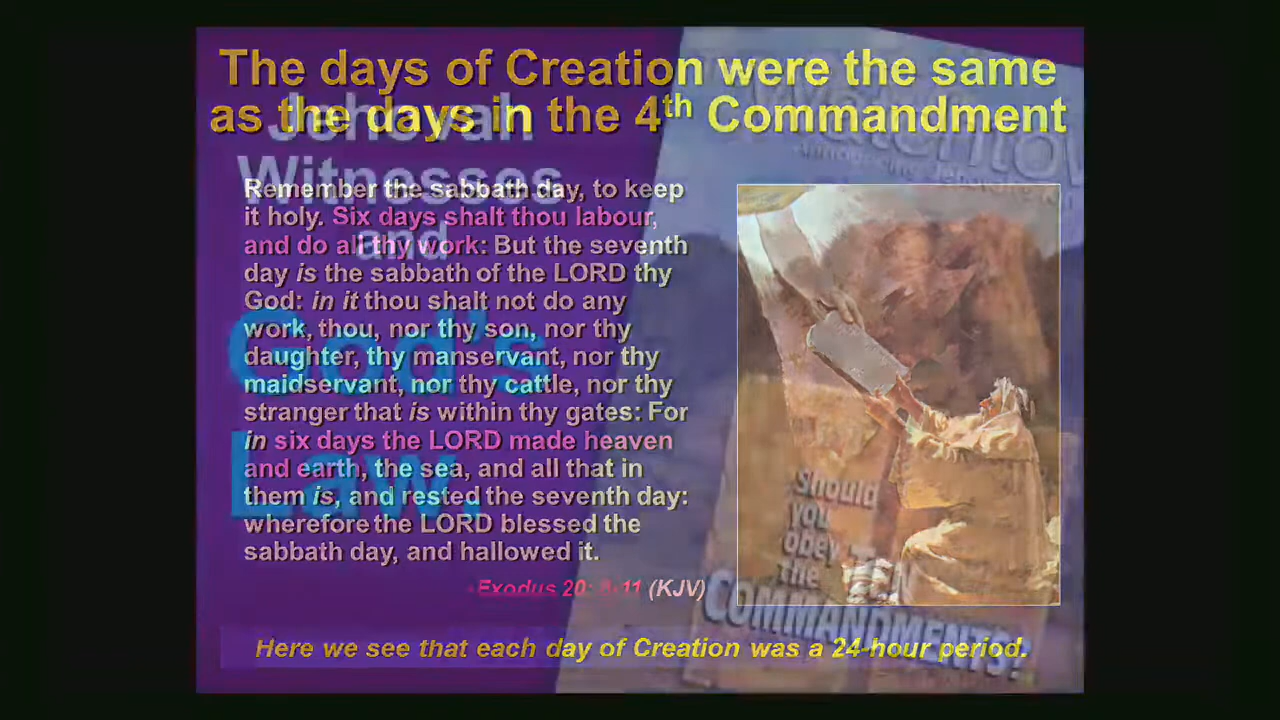 The days of Creation were the same
as the days in the 4th Commandment
Jehovah
Witnesses
and
God's
Law.
Remember the sabbath day, to keep
it holy. Six days shalt thou labour,
and do all thy work: But the seventh
day is the sabbath of the LORD thy
God: in it thou shalt not do any
work, thou, nor thy son, nor thy
daughter, thy manservant, nor thy
maidservant, nor thy cattle, nor thy
stranger that is within thy gates: For
in six days the LORD made heaven
and earth, the sea, and all that in
them is, and rested the seventh day:
wherefore the LORD blessed the
sabbath day, and hallowed it.
-Exodus 20: 8-11 (KJV)
Should
you
obey
the
TEN
COMMANDMENTS?
Here we see that each day of Creation was a 24-hour period.